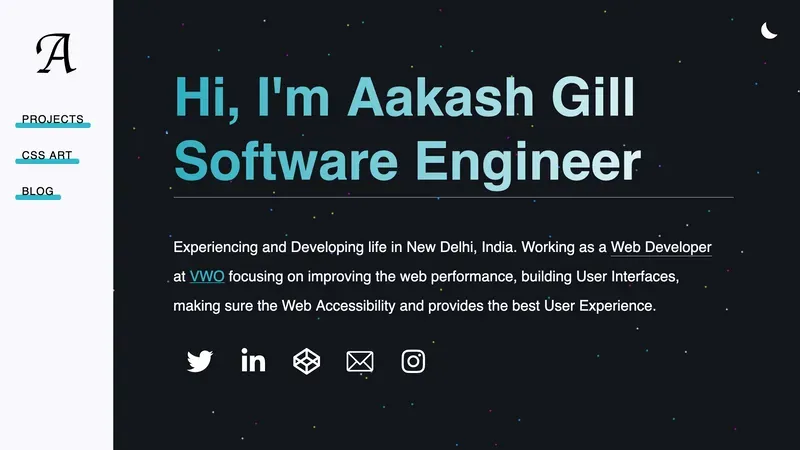 A
PROJECTS
CSS ART
BLOG
Hi, I'm Aakash Gill
Software Engineer
Experiencing and Developing life in New Delhi, India. Working as a Web Developer
at VWO focusing on improving the web performance, building User Interfaces,
making sure the Web Accessibility and provides the best User Experience.
in